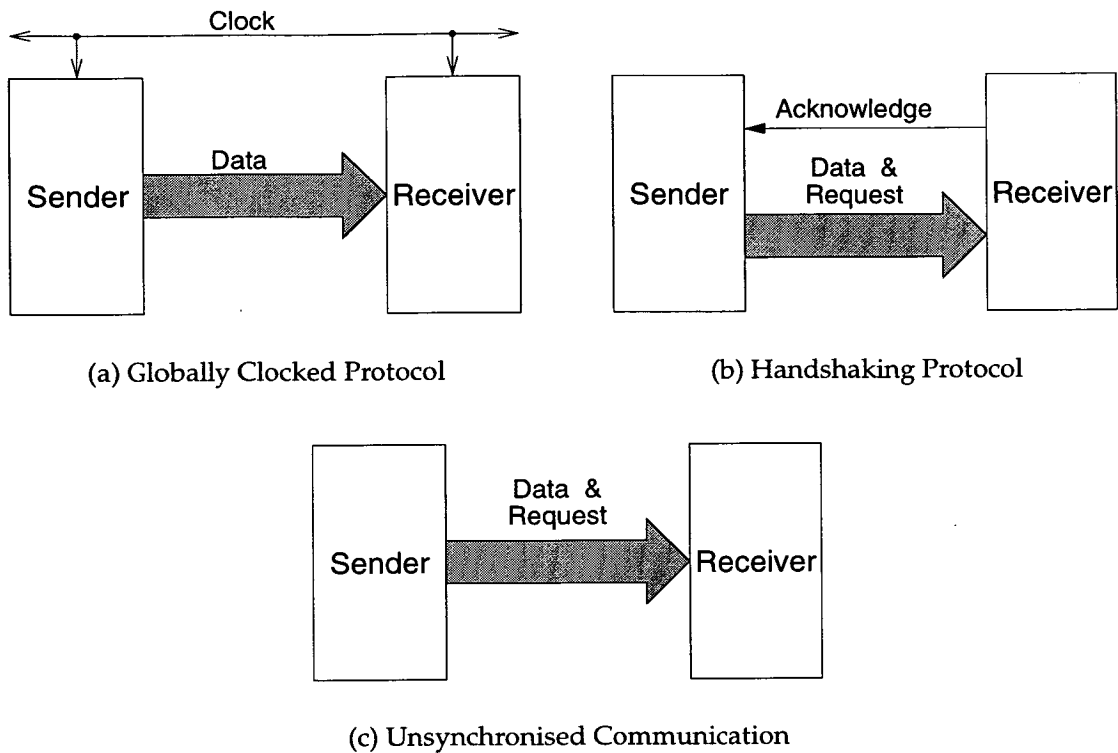 Clock
Data
Sender
Receiver
(a) Globally Clocked Protocol
Acknowledge
Data &
Request
Sender
Receiver
(b) Handshaking Protocol
Data &
Request
Sender
Receiver
(c) Unsynchronised Communication